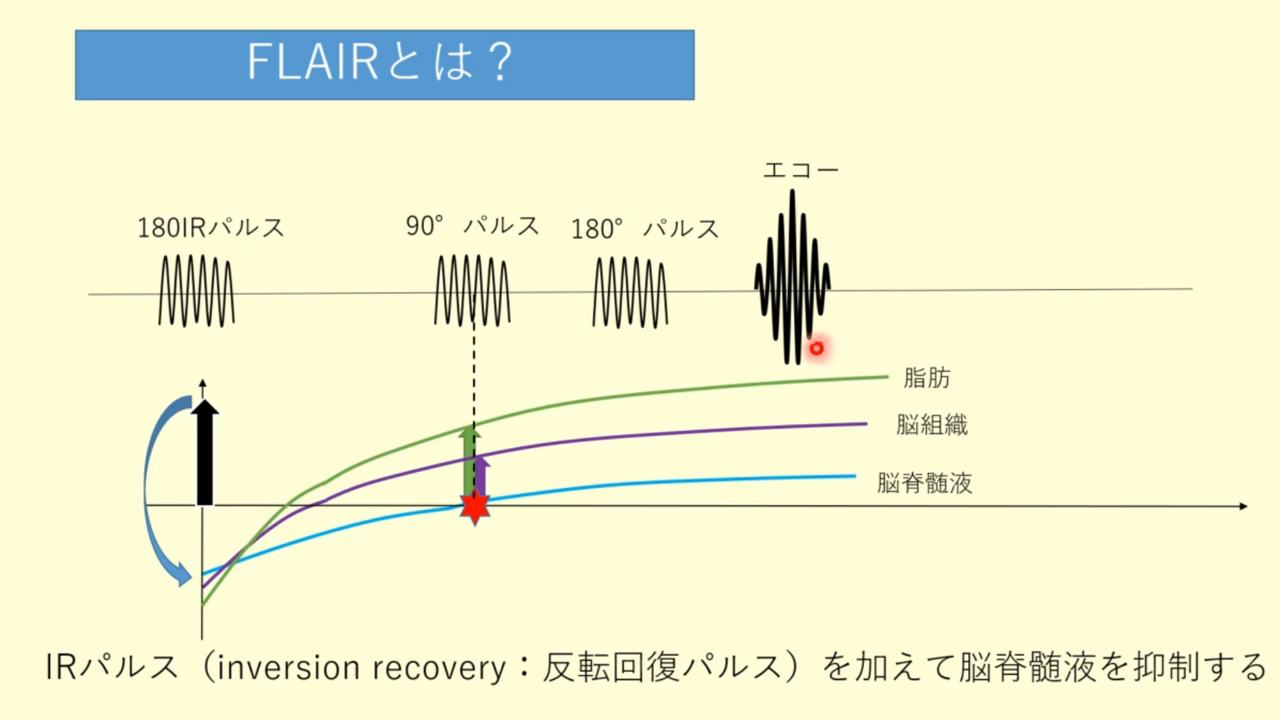 FLAIRとは？
エコー
180IRパルス
90° パルス
180° パルス
脂肪
脳組織
脳脊髄液
IRパルス（inversion recovery：反転回復パルス）を加えて脳脊髄液を抑制する